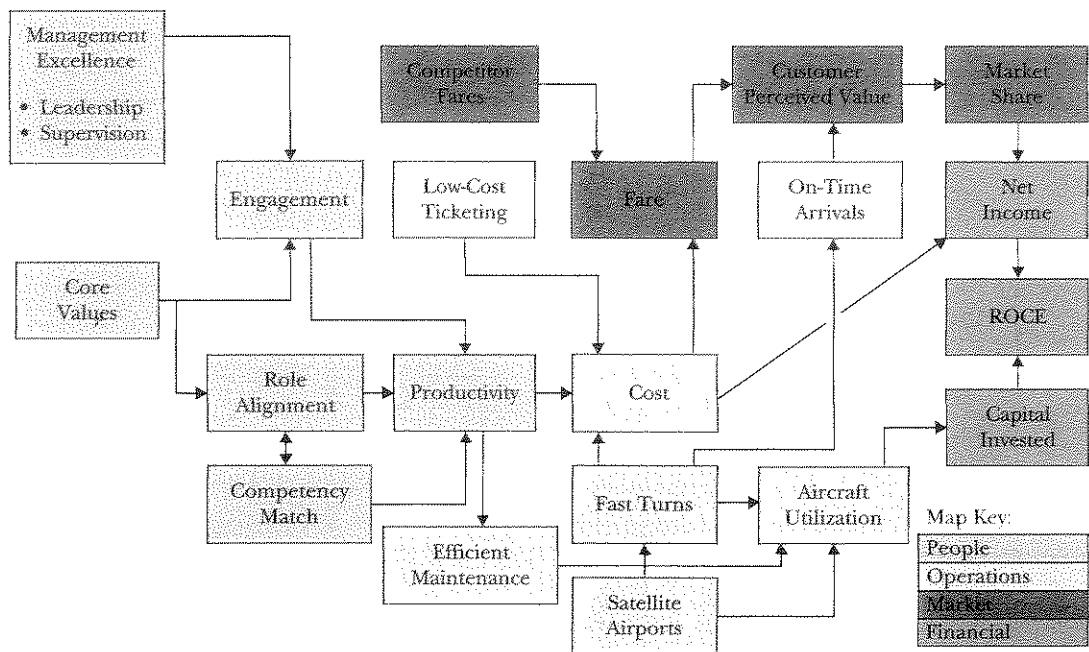 Management
Excellence
• Leadership
• Supervision
Competitor
Fares
Customer
Perceived Value
Market
Share
Engagement
Low-Cost
Ticketing
Fare
On-Time
Arrivals
Net
Income
Core
Values
ROCE
Role
Alignment
Productivity
Cost
Capital
Invested
Competency
Match
Fast Turns
Aircraft
Utilization
Efficient
Maintenance
Satellite
Airports
Map Key:
People
Operations
Market
Financial